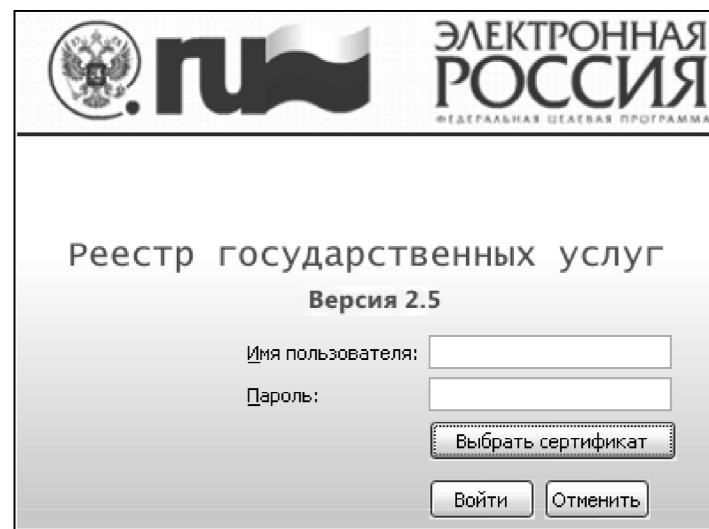 .ru
ЭЛЕКТРОННАЯ
РОССИЯ
ФЕДЕРАЛЬНАЯ ЦЕЛЕВАЯ ПРОГРАММА
Реестр государственных услуг
Версия 2.5
Имя пользователя:
Пароль:
Выбрать сертификат
Войти Отменить